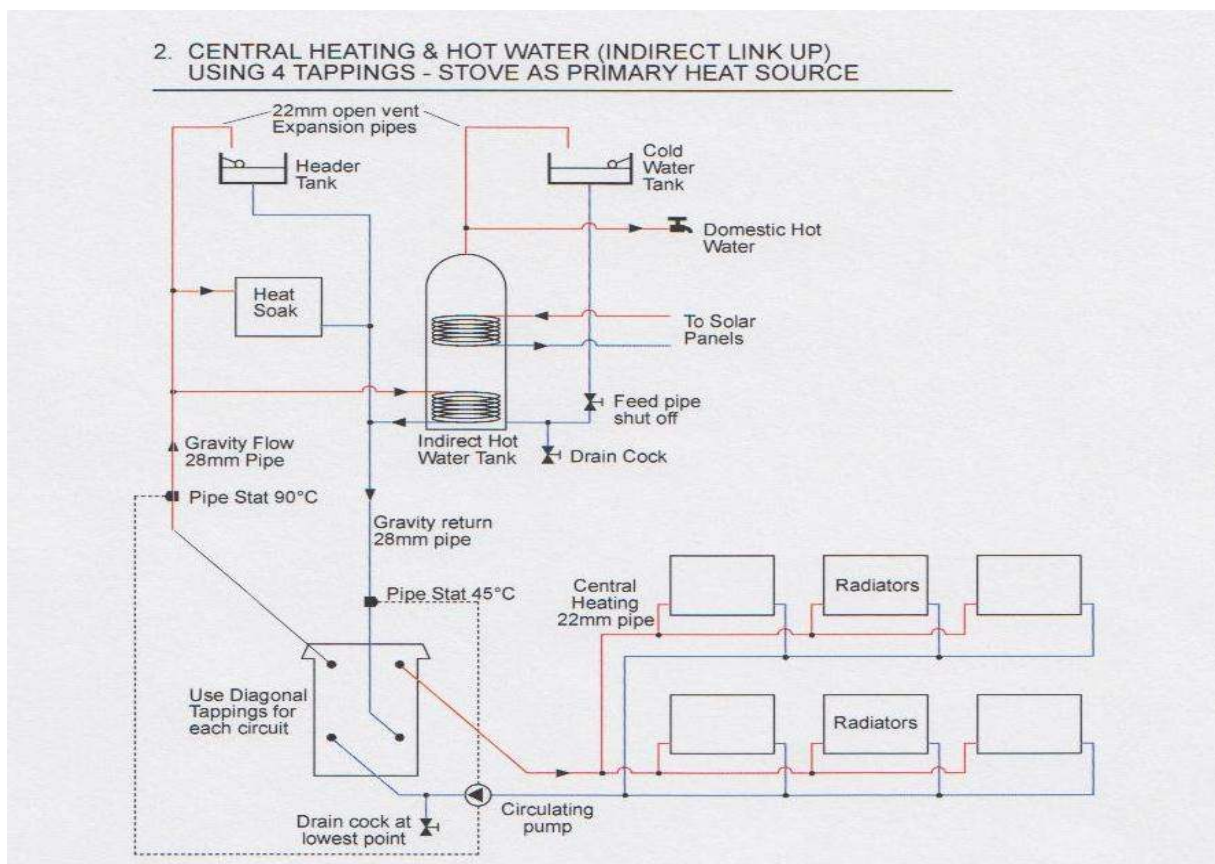 2. CENTRAL HEATING & HOT WATER (INDIRECT LINK UP)
USING 4 TAPPINGS - STOVE AS PRIMARY HEAT SOURCE
22mm open vent
Expansion pipes
Header
Tank
Cold
Water
Tank
Domestic Hot
Water
Heat
Soak
To Solar
Panels
Feed pipe
shut off
Gravity Flow
28mm Pipe
Indirect Hot
Water Tank
Drain Cock
Pipe Stat 90°C
Gravity return
28mm pipe
Pipe Stat 45°C
Central
Heating
22mm pipe
Radiators
Use Diagonal
Tappings for
each circuit
Radiators
Drain cock at
lowest point
Circulating
pump